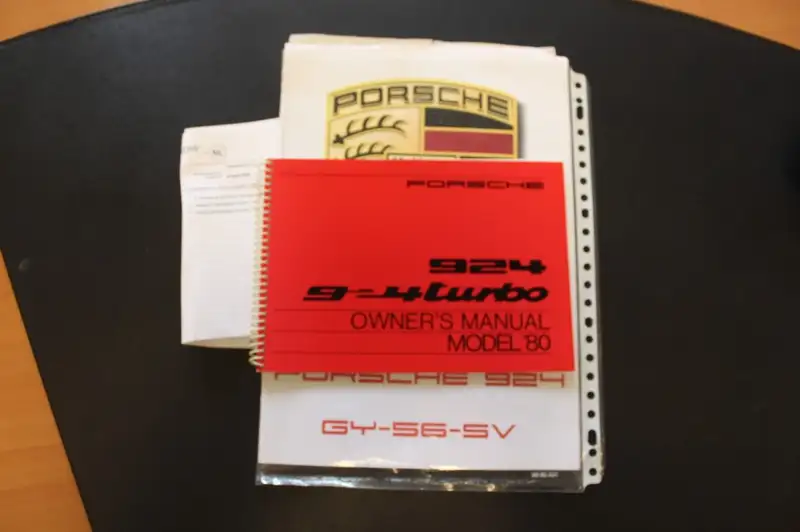 PORSCHE
PORSCHE
924
924 turbo
OWNER'S MANUAL
MODEL '80
PORSCHE 924
GY-56-SV